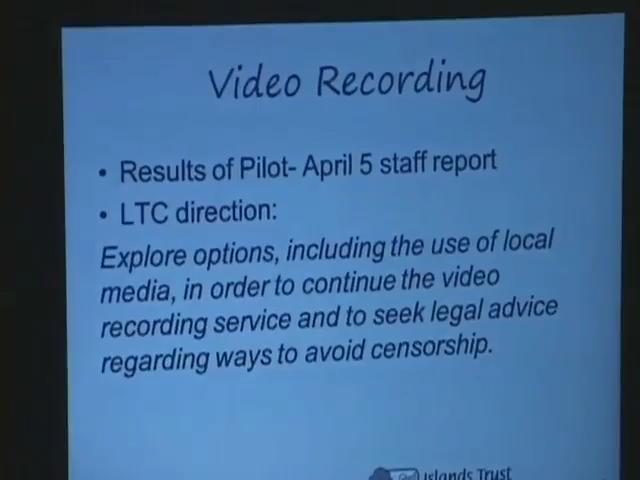 Video Recording
• Results of Pilot- April 5 staff report
• LTC direction:
Explore options, including the use of local
media, in order to continue the video
recording service and to seek legal advice
regarding ways to avoid censorship.
Islands Trust